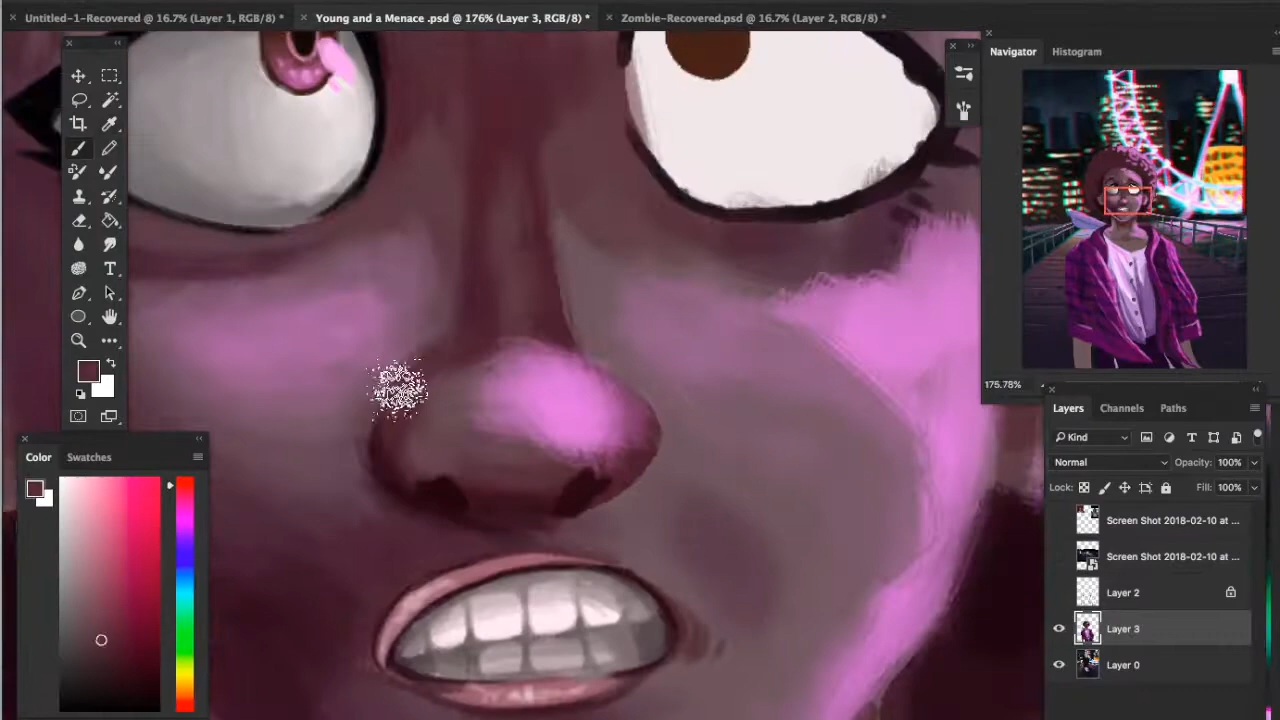 Untitled-1-Recovered @ 16.7% (Layer 1, RGB/8) *
Young and a Menace .psd @ 176% (Layer 3, RGB/8) *
Zombie-Recovered.psd @ 16.7% (Layer 2, RGB/8) *
Navigator Histogram
175.78%
Layers Channels Paths
Kind
Normal Opacity: 100%
Lock: Fill: 100%
Screen Shot 2018-02-10 at ...
Screen Shot 2018-02-10 at ...
Layer 2
Layer 3
Layer 0
Color Swatches